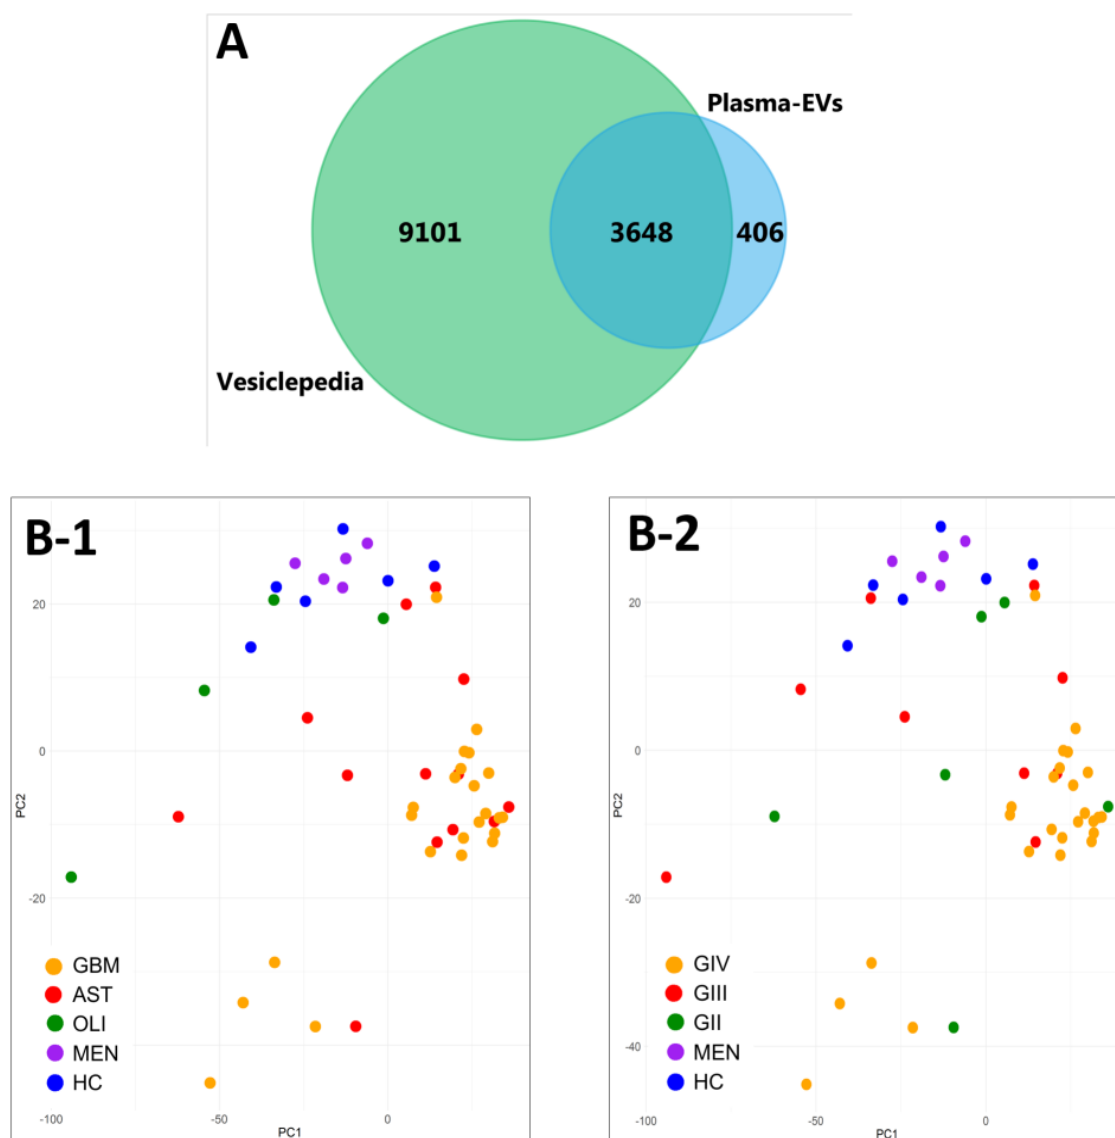 A
Plasma-EVs
9101
3648
406
Vesiclepedia
B-1
20
0
-20
PC2
GBM
AST
OLI
MEN
HC
-100
0
PC1
B-2
20
0
-20
-40
PC2
GIV
GIII
GII
MEN
HC
-100
-50
0
PC1